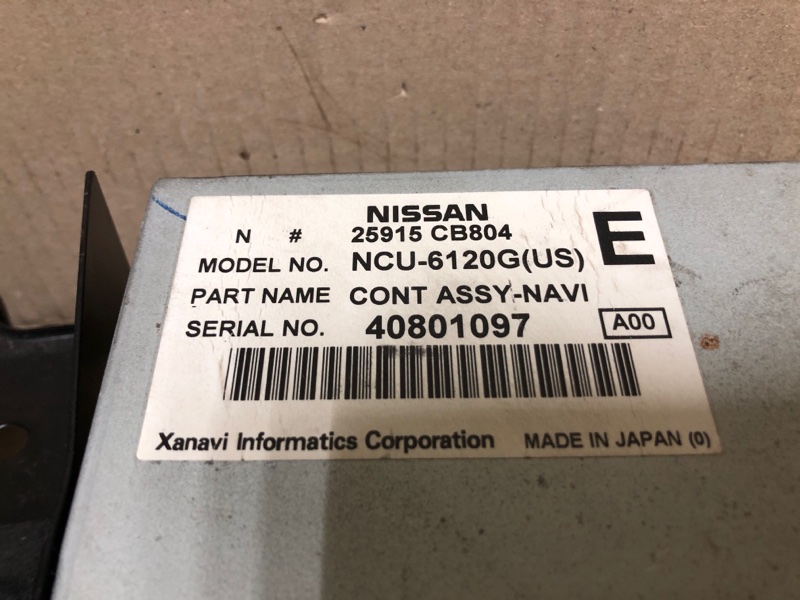 NISSAN
N # 25915 CB804
E
MODEL NO. NCU-6120G(US)
PART NAME CONT ASSY-NAVI
SERIAL NO. 40801097 A00
Xanavi Informatics Corporation MADE IN JAPAN (0)